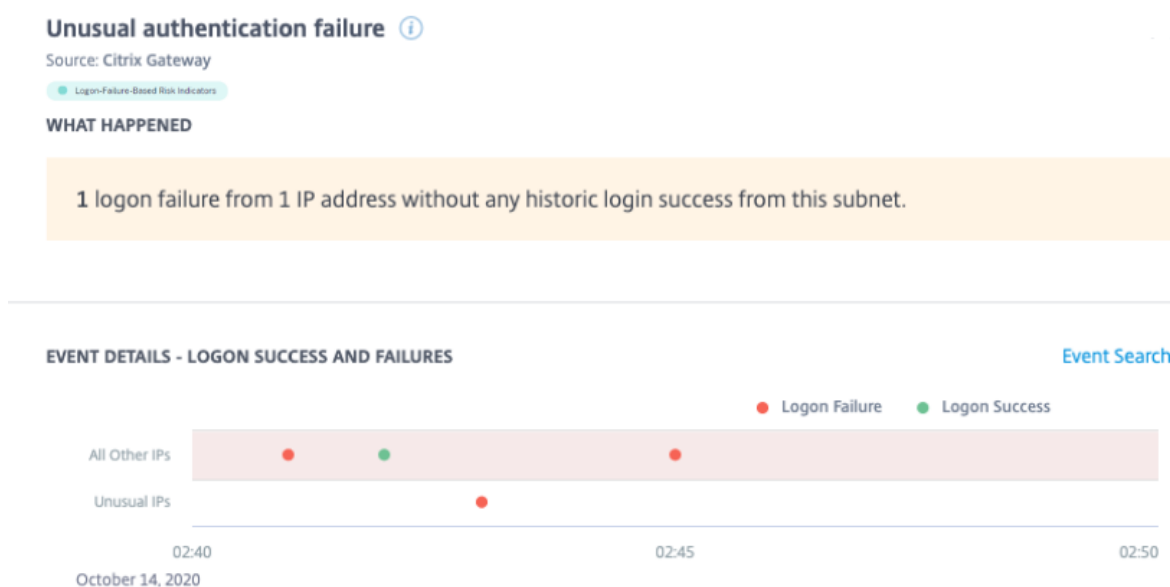 Unusual authentication failure
Source: Citrix Gateway
Logon-Failure-Based Risk Indicators
WHAT HAPPENED
1 logon failure from 1 IP address without any historic login success from this subnet.
EVENT DETAILS - LOGON SUCCESS AND FAILURES
Event Search
Logon Failure
Logon Success
All Other IPs
Unusual IPs
02:40
02:45
02:50
October 14, 2020